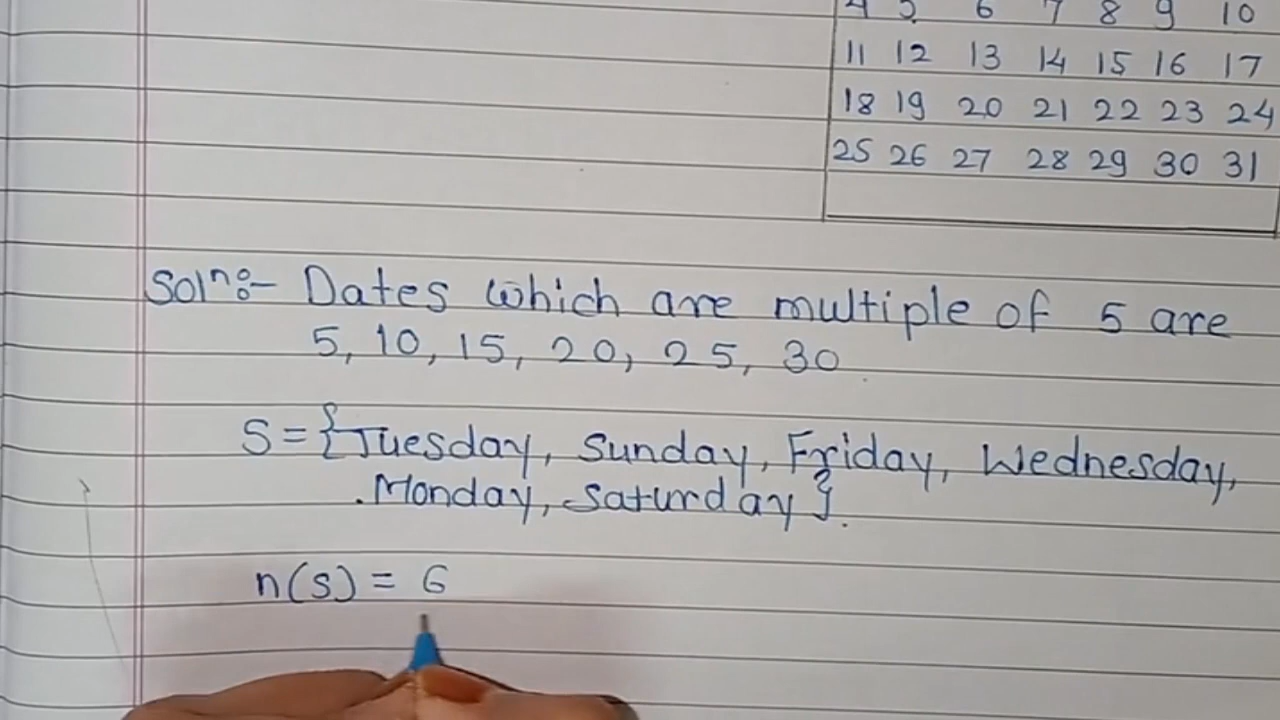 4 5 6 7 8 9 10
11 12 13 14 15 16 17
18 19 20 21 22 23 24
25 26 27 28 29 30 31
Solⁿ:- Dates which are multiple of 5 are
5, 10, 15, 20, 25, 30
S = {Tuesday, Sunday, Friday, Wednesday,
Monday, Saturday}.
n(s) = 6